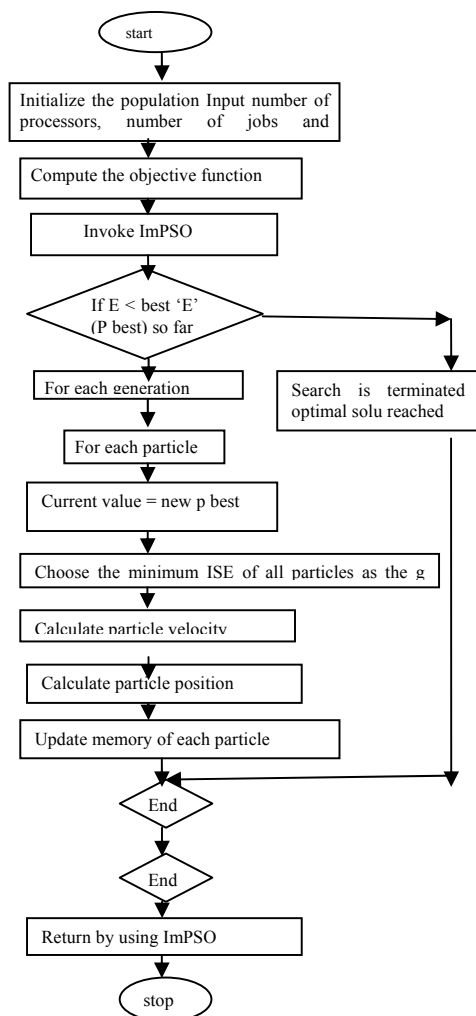 start
Initialize the population Input number of
processors, number of jobs and
Compute the objective function
Invoke ImPSO
If E < best ‘E’
(P best) so far
For each generation
Search is terminated
optimal solu reached
For each particle
Current value = new p best
Choose the minimum ISE of all particles as the g
Calculate particle velocity
Calculate particle position
Update memory of each particle
End
End
Return by using ImPSO
stop